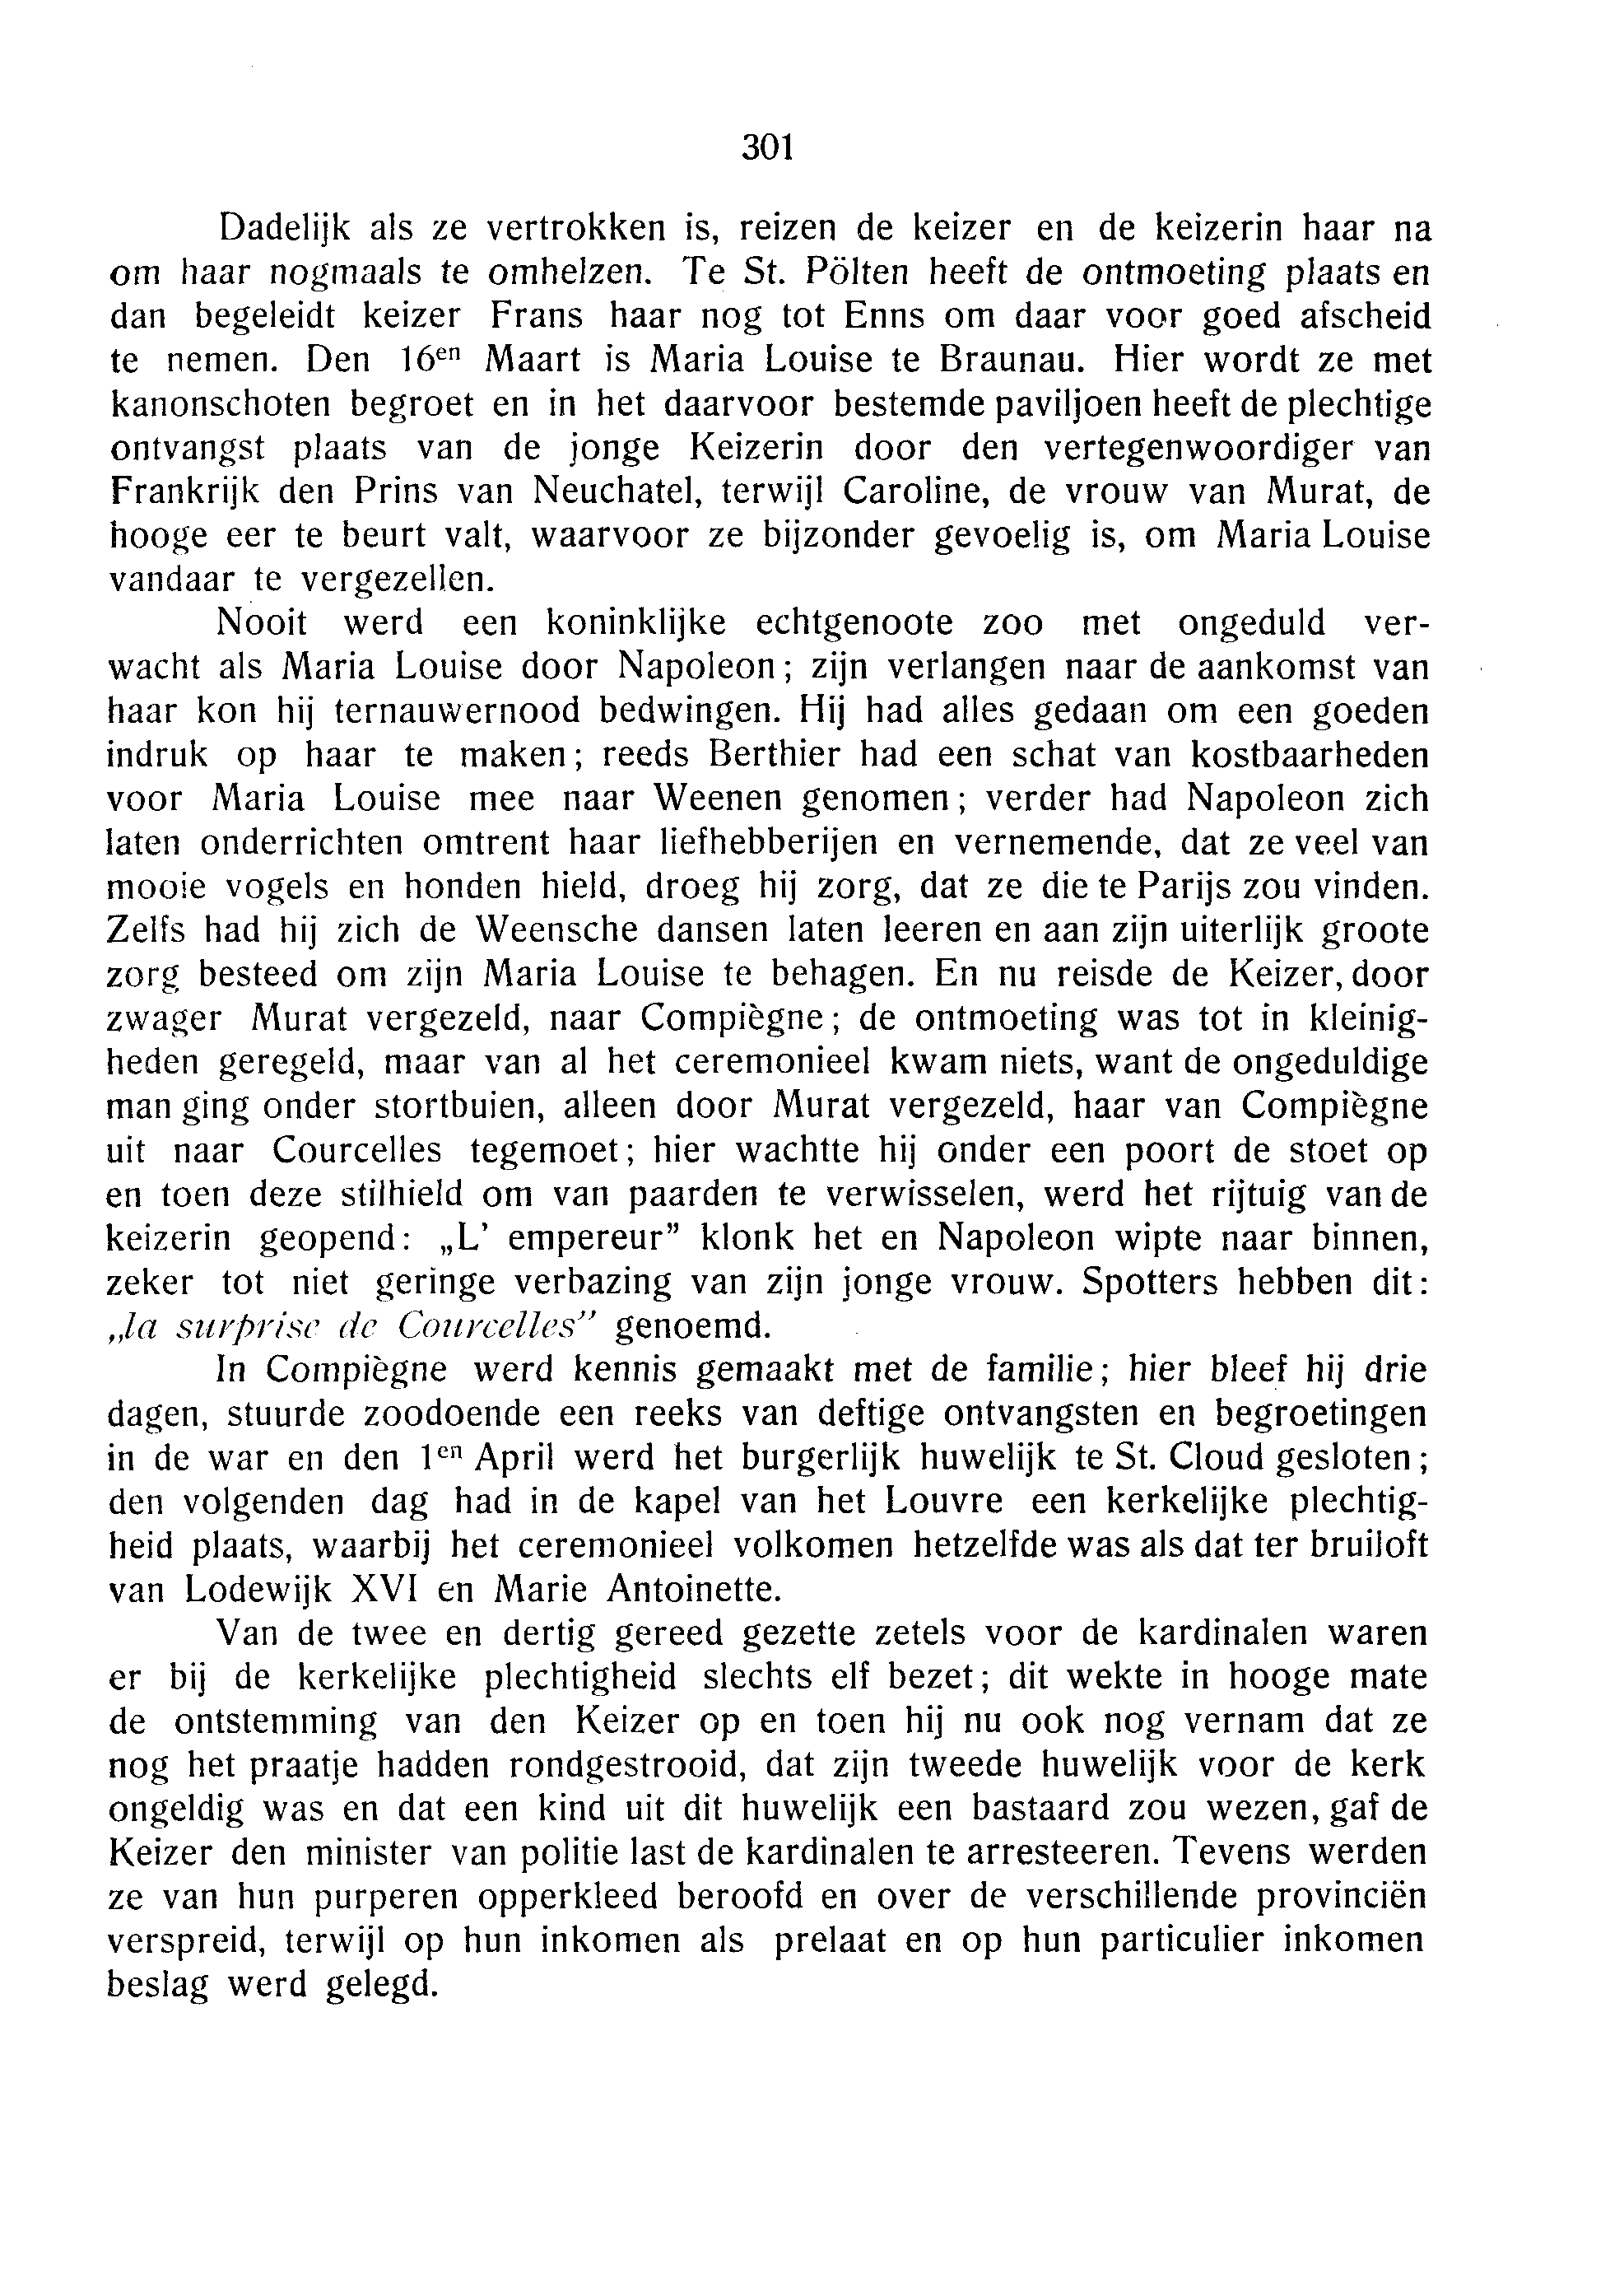 301
Dadelijk als ze vertrokken is, reizen de keizer en de keizerin haar na
om haar nogmaals te omhelzen. Te St. Pölten heeft de ontmoeting plaats en
dan begeleidt keizer Frans haar nog tot Enns om daar voor goed afscheid
te nemen. Den 16en Maart is Maria Louise te Braunau. Hier wordt ze met
kanonschoten begroet en in het daarvoor bestemde paviljoen heeft de plechtige
ontvangst plaats van de jonge Keizerin door den vertegenwoordiger van
Frankrijk den Prins van Neuchatel, terwijl Caroline, de vrouw van Murat, de
hooge eer te beurt valt, waarvoor ze bijzonder gevoelig is, om Maria Louise
vandaar te vergezellen.
Nooit werd een koninklijke echtgenoote zoo met ongeduld ver-
wacht als Maria Louise door Napoleon; zijn verlangen naar de aankomst van
haar kon hij ternauwernood bedwingen. Hij had alles gedaan om een goeden
indruk op haar te maken; reeds Berthier had een schat van kostbaarheden
voor Maria Louise mee naar Weenen genomen; verder had Napoleon zich
laten onderrichten omtrent haar liefhebberijen en vernemende, dat ze veel van
mooie vogels en honden hield, droeg hij zorg, dat ze die te Parijs zou vinden.
Zelfs had hij zich de Weensche dansen laten leeren en aan zijn uiterlijk groote
zorg besteed om zijn Maria Louise te behagen. En nu reisde de Keizer, door
zwager Murat vergezeld, naar Compiègne; de ontmoeting was tot in kleinig-
heden geregeld, maar van al het ceremonieel kwam niets, want de ongeduldige
man ging onder stortbuien, alleen door Murat vergezeld, haar van Compiègne
uit naar Courcelles tegemoet; hier wachtte hij onder een poort de stoet op
en toen deze stilhield om van paarden te verwisselen, werd het rijtuig van de
keizerin geopend: „L' empereur” klonk het en Napoleon wipte naar binnen,
zeker tot niet geringe verbazing van zijn jonge vrouw. Spotters hebben dit:
„la surprise de Courcelles” genoemd.
In Compiègne werd kennis gemaakt met de familie; hier bleef hij drie
dagen, stuurde zoodoende een reeks van deftige ontvangsten en begroetingen
in de war en den 1en April werd het burgerlijk huwelijk te St. Cloud gesloten;
den volgenden dag had in de kapel van het Louvre een kerkelijke plechtig-
heid plaats, waarbij het ceremonieel volkomen hetzelfde was als dat ter bruiloft
van Lodewijk XVI en Marie Antoinette.
Van de twee en dertig gereed gezette zetels voor de kardinalen waren
er bij de kerkelijke plechtigheid slechts elf bezet; dit wekte in hooge mate
de ontstemming van den Keizer op en toen hij nu ook nog vernam dat ze
nog het praatje hadden rondgestrooid, dat zijn tweede huwelijk voor de kerk
ongeldig was en dat een kind uit dit huwelijk een bastaard zou wezen, gaf de
Keizer den minister van politie last de kardinalen te arresteeren. Tevens werden
ze van hun purperen opperkleed beroofd en over de verschillende provinciën
verspreid, terwijl op hun inkomen als prelaat en op hun particulier inkomen
beslag werd gelegd.